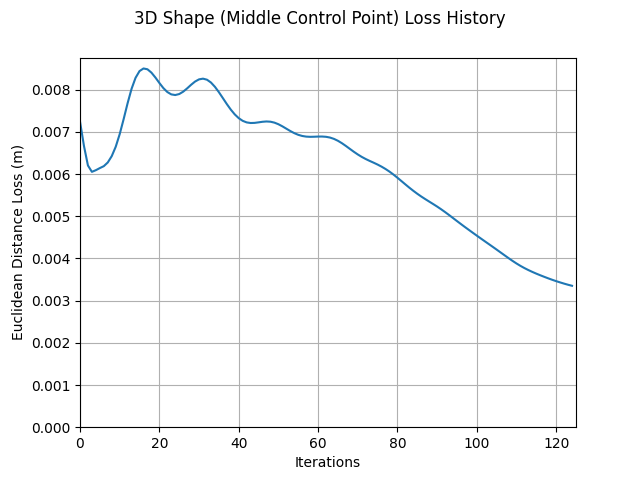 3D Shape (Middle Control Point) Loss History
Euclidean Distance Loss (m)
0.008
0.007
0.006
0.005
0.004
0.003
0.002
0.001
0.000
0 20 40 60 80 100 120
Iterations